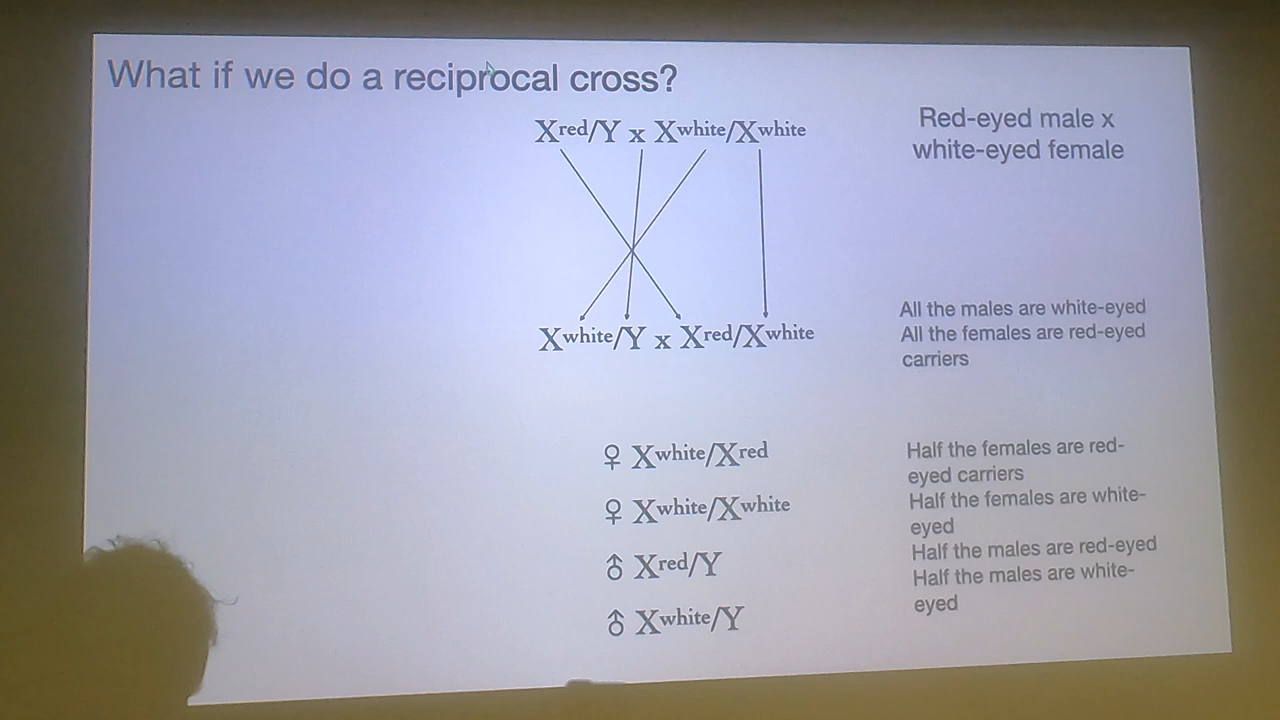 What if we do a reciprocal cross?
Xred/Y x Xwhite/Xwhite
Red-eyed male x
white-eyed female
Xwhite/Y x Xred/Xwhite
All the males are white-eyed
All the females are red-eyed
carriers
♀ Xwhite/Xred
♀ Xwhite/Xwhite
♂ Xred/Y
♂ Xwhite/Y
Half the females are red-
eyed carriers
Half the females are white-
eyed
Half the males are red-eyed
Half the males are white-
eyed